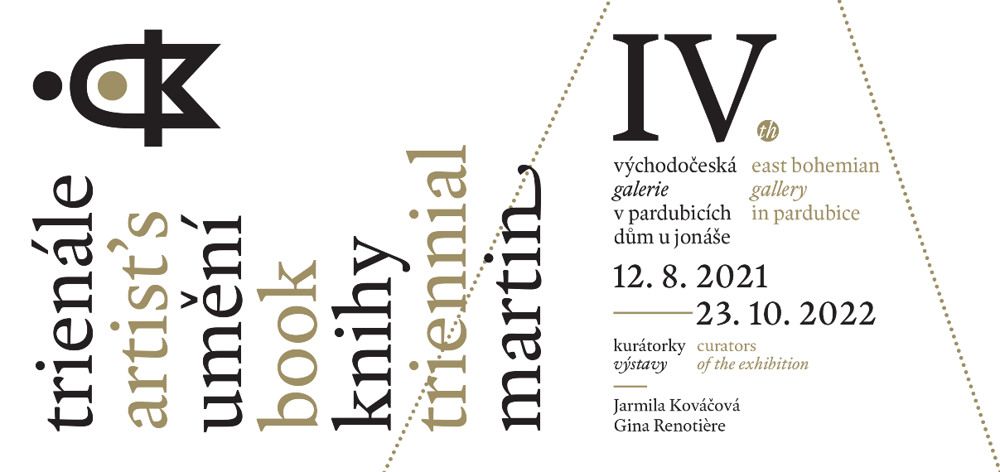 trienále
artist’s
umění
book
knihy
triennial
martin
IV th
východočeská
galerie
v pardubicích
dům u jonáše
east bohemian
gallery
in pardubice
12. 8. 2021
23. 10. 2022
kurátorky
výstavy
curators
of the exhibition
Jarmila Kováčová
Gina Renotière